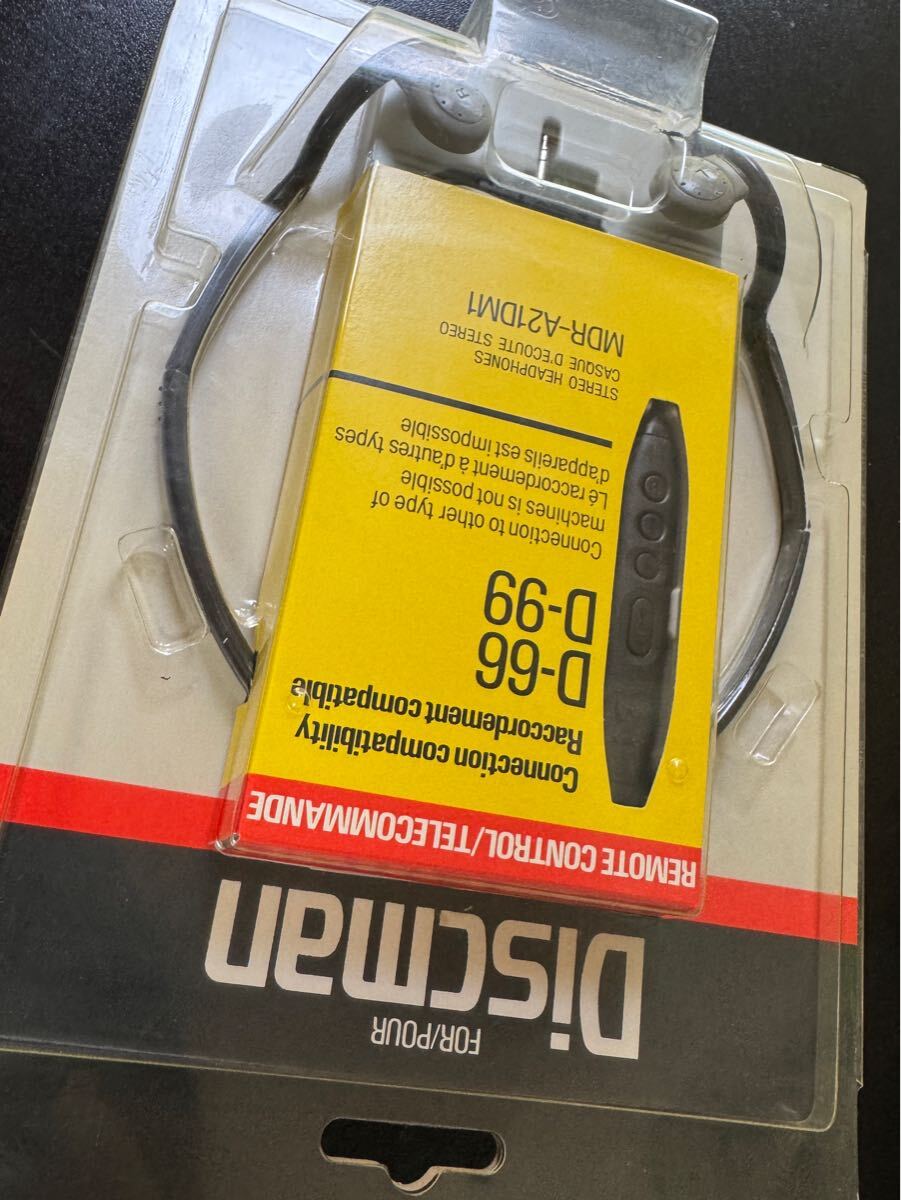 FOR/POUR
Discman
REMOTE CONTROL/TELECOMMANDE
Connection compatibility
Raccordement compatible
D-66
D-99
Connection to other type of
machines is not possible
Lé raccordement à d'autres types
d'appareils est impossible
STEREO HEADPHONES
CASQUE D'ECOUTE STEREO
MDR-A21DM1
R
L